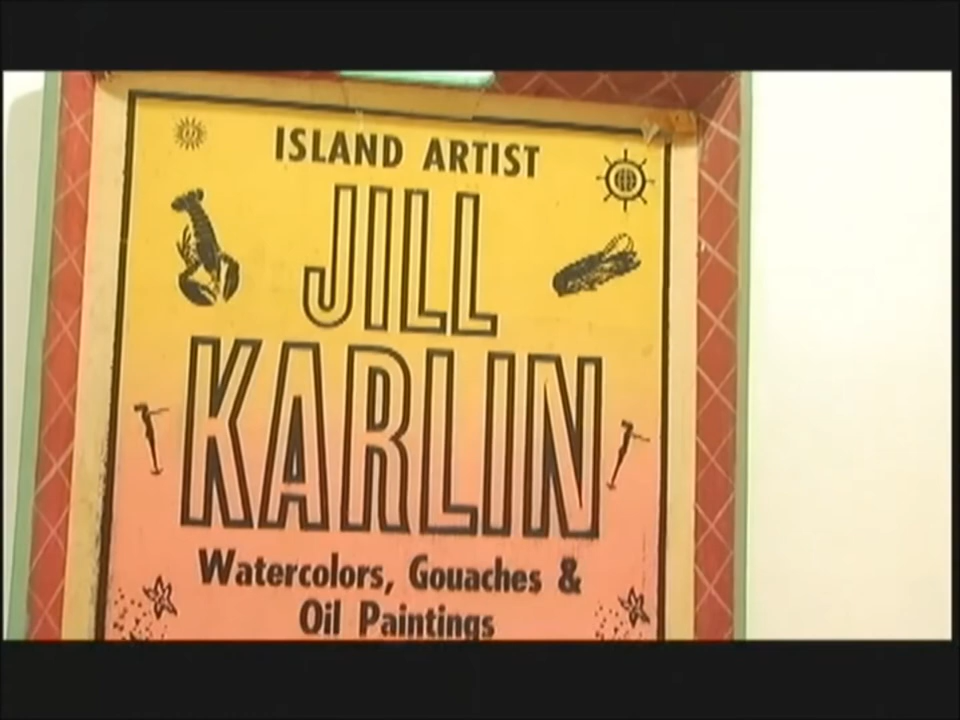 ISLAND ARTIST
JILL
KARLIN
Watercolors, Gouaches &
Oil Paintings